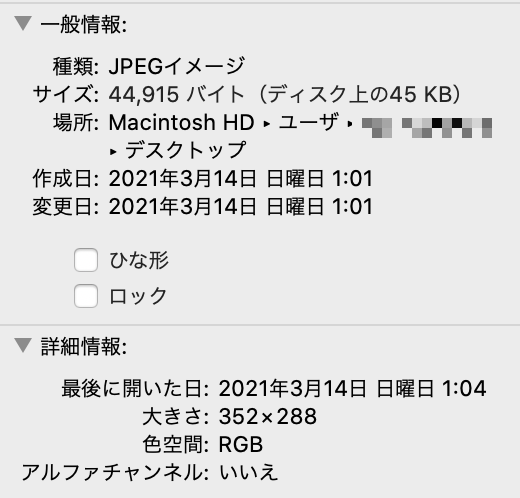 一般情報:
種類: JPEGイメージ
サイズ: 44,915 バイト（ディスク上の45 KB）
場所: Macintosh HD ▸ ユーザ ▸
▸ デスクトップ
作成日: 2021年3月14日 日曜日 1:01
変更日: 2021年3月14日 日曜日 1:01
ひな形
ロック
詳細情報:
最後に開いた日: 2021年3月14日 日曜日 1:04
大きさ: 352×288
色空間: RGB
アルファチャンネル: いいえ